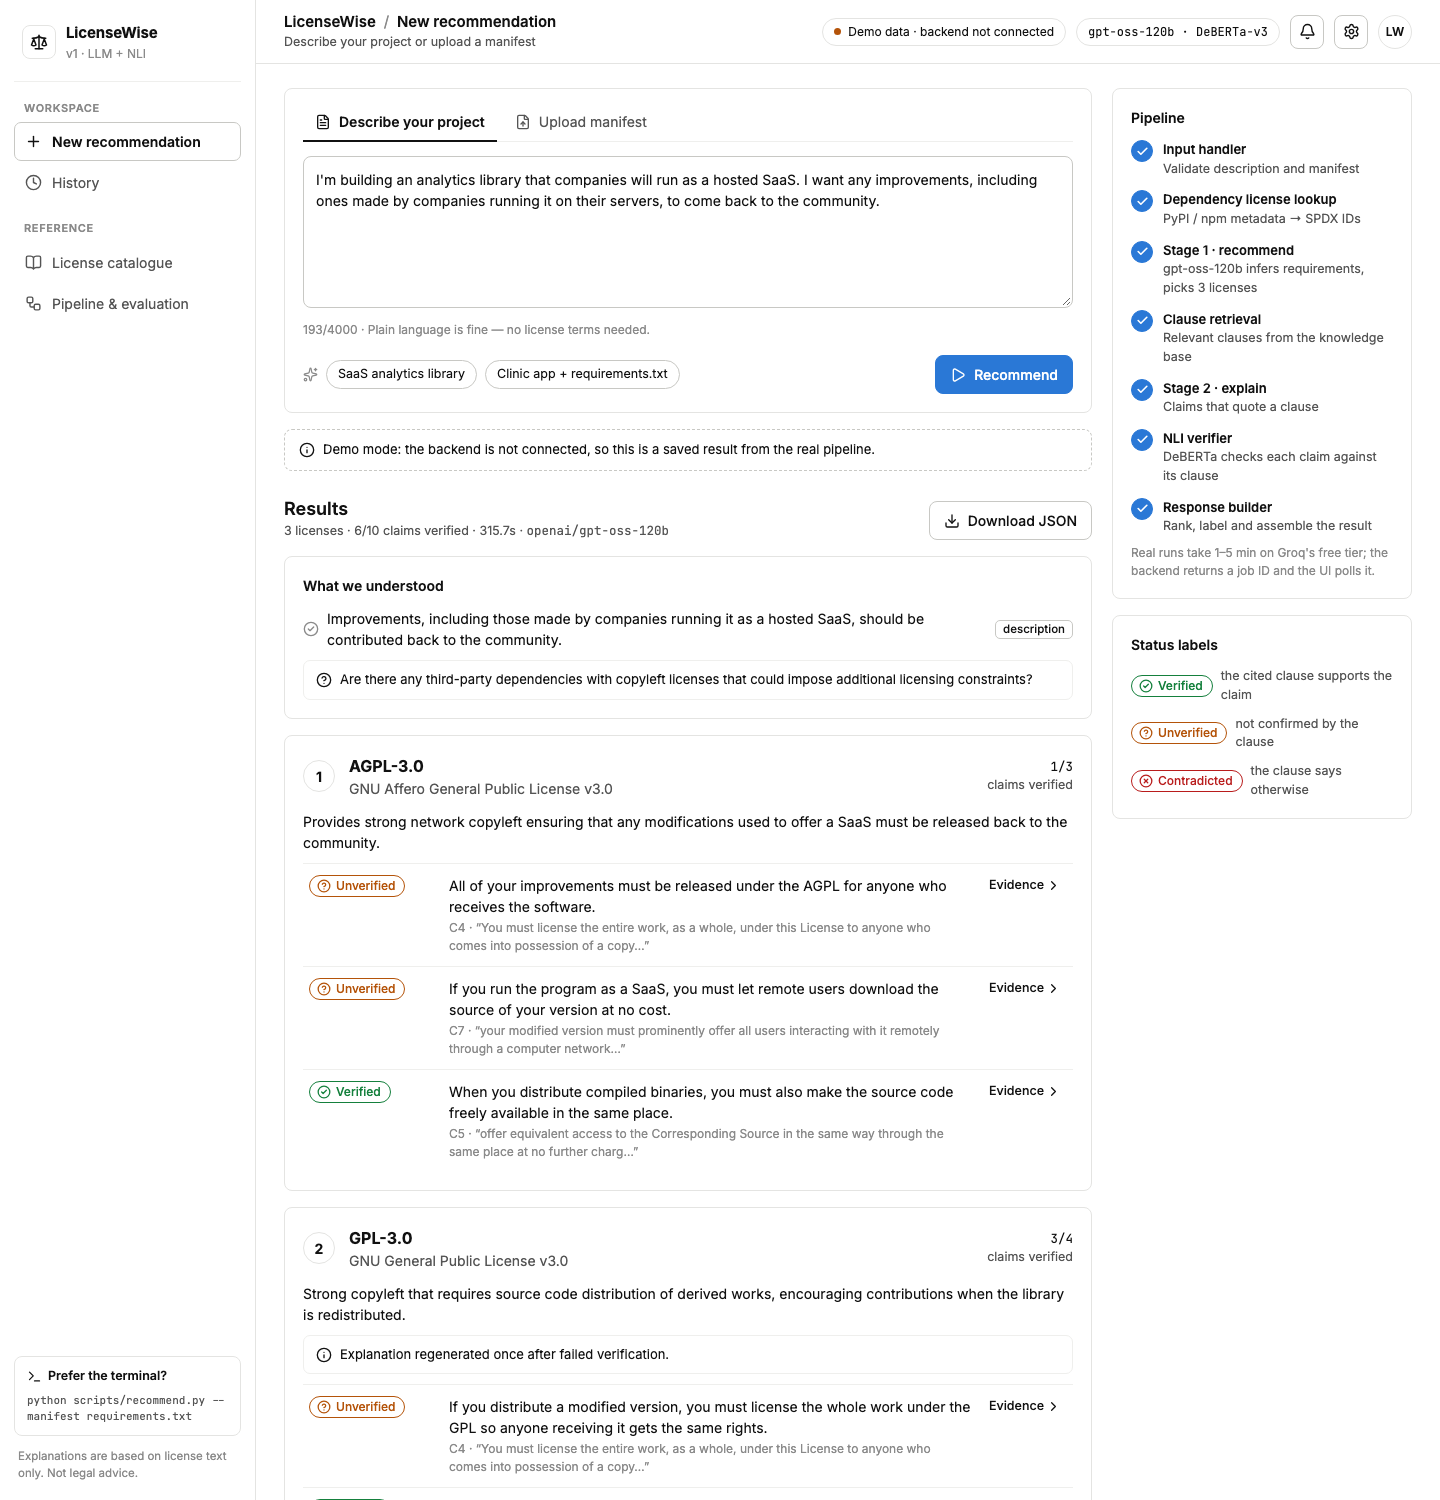 LicenseWise
v1 · LLM + NLI
WORKSPACE
New recommendation
History
REFERENCE
License catalogue
Pipeline & evaluation
Prefer the terminal?
python scripts/recommend.py --
manifest requirements.txt
Explanations are based on license text
only. Not legal advice.
LicenseWise / New recommendation
Describe your project or upload a manifest
Demo data · backend not connected
gpt-oss-120b · DeBERTa-v3
LW
Describe your project
Upload manifest
I'm building an analytics library that companies will run as a hosted SaaS. I want any improvements, including
ones made by companies running it on their servers, to come back to the community.
193/4000 · Plain language is fine — no license terms needed.
SaaS analytics library
Clinic app + requirements.txt
Recommend
Demo mode: the backend is not connected, so this is a saved result from the real pipeline.
Results
3 licenses · 6/10 claims verified · 315.7s · openai/gpt-oss-120b
Download JSON
What we understood
Improvements, including those made by companies running it as a hosted SaaS, should be
contributed back to the community.
description
Are there any third-party dependencies with copyleft licenses that could impose additional licensing constraints?
1
AGPL-3.0
GNU Affero General Public License v3.0
1/3
claims verified
Provides strong network copyleft ensuring that any modifications used to offer a SaaS must be released back to the
community.
Unverified
All of your improvements must be released under the AGPL for anyone who
receives the software.
C4 · “You must license the entire work, as a whole, under this License to anyone who
comes into possession of a copy…”
Evidence
Unverified
If you run the program as a SaaS, you must let remote users download the
source of your version at no cost.
C7 · “your modified version must prominently offer all users interacting with it remotely
through a computer network…”
Evidence
Verified
When you distribute compiled binaries, you must also make the source code
freely available in the same place.
C5 · “offer equivalent access to the Corresponding Source in the same way through the
same place at no further charg…”
Evidence
2
GPL-3.0
GNU General Public License v3.0
3/4
claims verified
Strong copyleft that requires source code distribution of derived works, encouraging contributions when the library
is redistributed.
Explanation regenerated once after failed verification.
Unverified
If you distribute a modified version, you must license the whole work under the
GPL so anyone receiving it gets the same rights.
C4 · “You must license the entire work, as a whole, under this License to anyone who
comes into possession of a copy…”
Evidence
Pipeline
Input handler
Validate description and manifest
Dependency license lookup
PyPI / npm metadata → SPDX IDs
Stage 1 · recommend
gpt-oss-120b infers requirements,
picks 3 licenses
Clause retrieval
Relevant clauses from the knowledge
base
Stage 2 · explain
Claims that quote a clause
NLI verifier
DeBERTa checks each claim against
its clause
Response builder
Rank, label and assemble the result
Real runs take 1–5 min on Groq's free tier; the
backend returns a job ID and the UI polls it.
Status labels
Verified
the cited clause supports the
claim
Unverified
not confirmed by the
clause
Contradicted
the clause says
otherwise